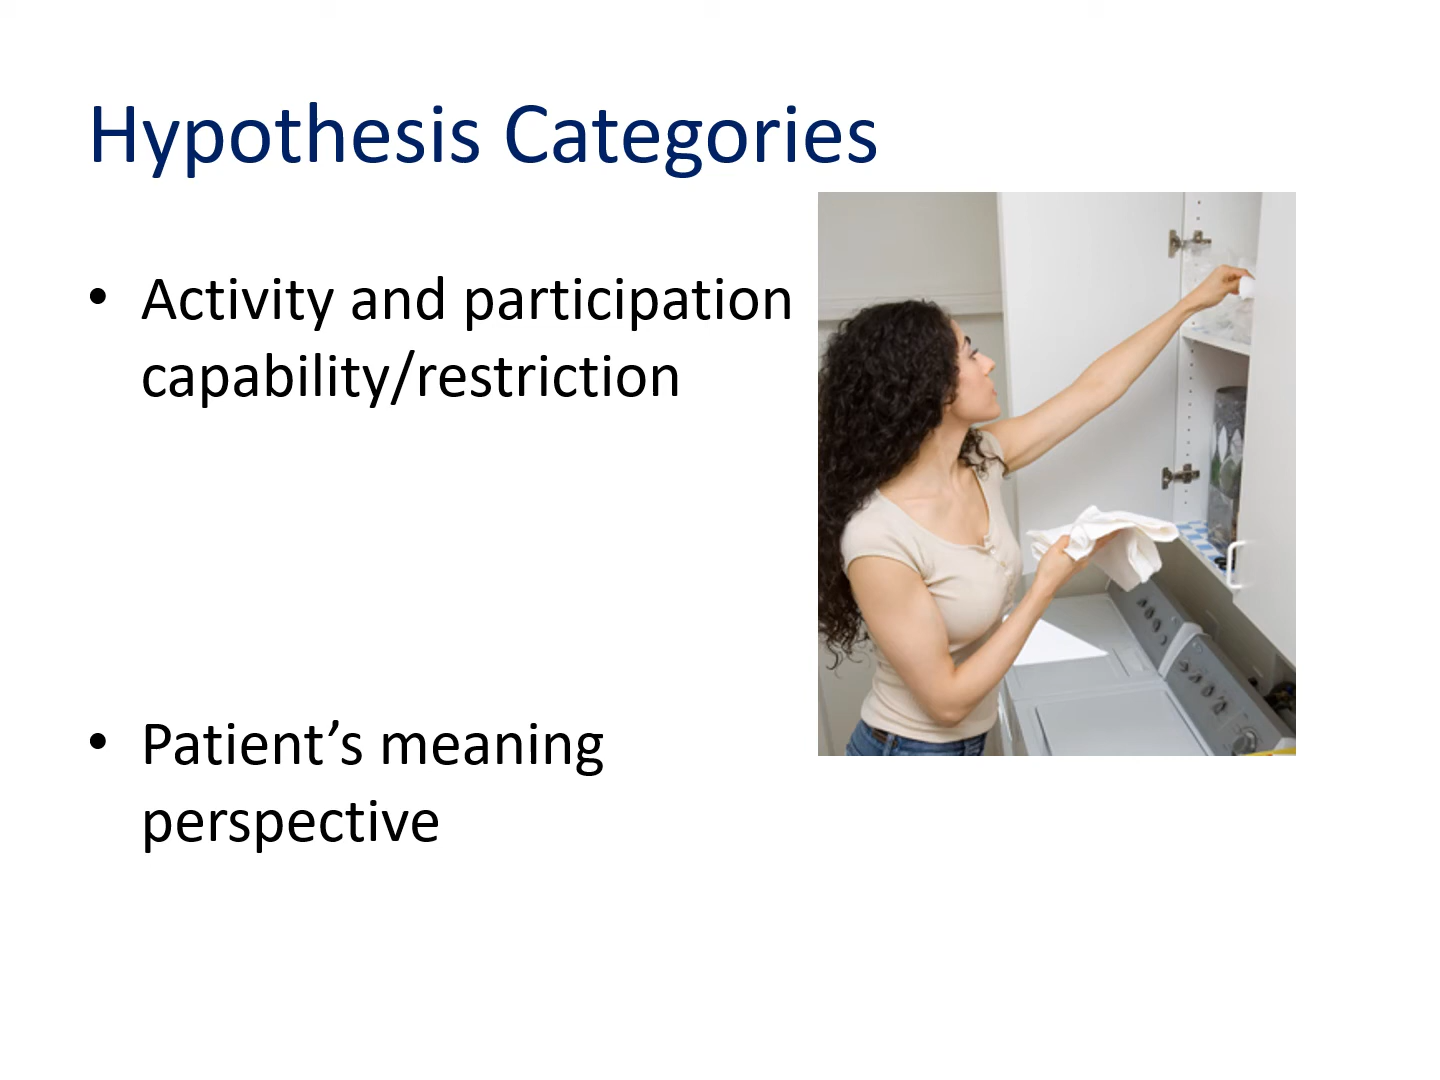 Hypothesis Categories
• Activity and participation
capability/restriction
• Patient’s meaning
perspective